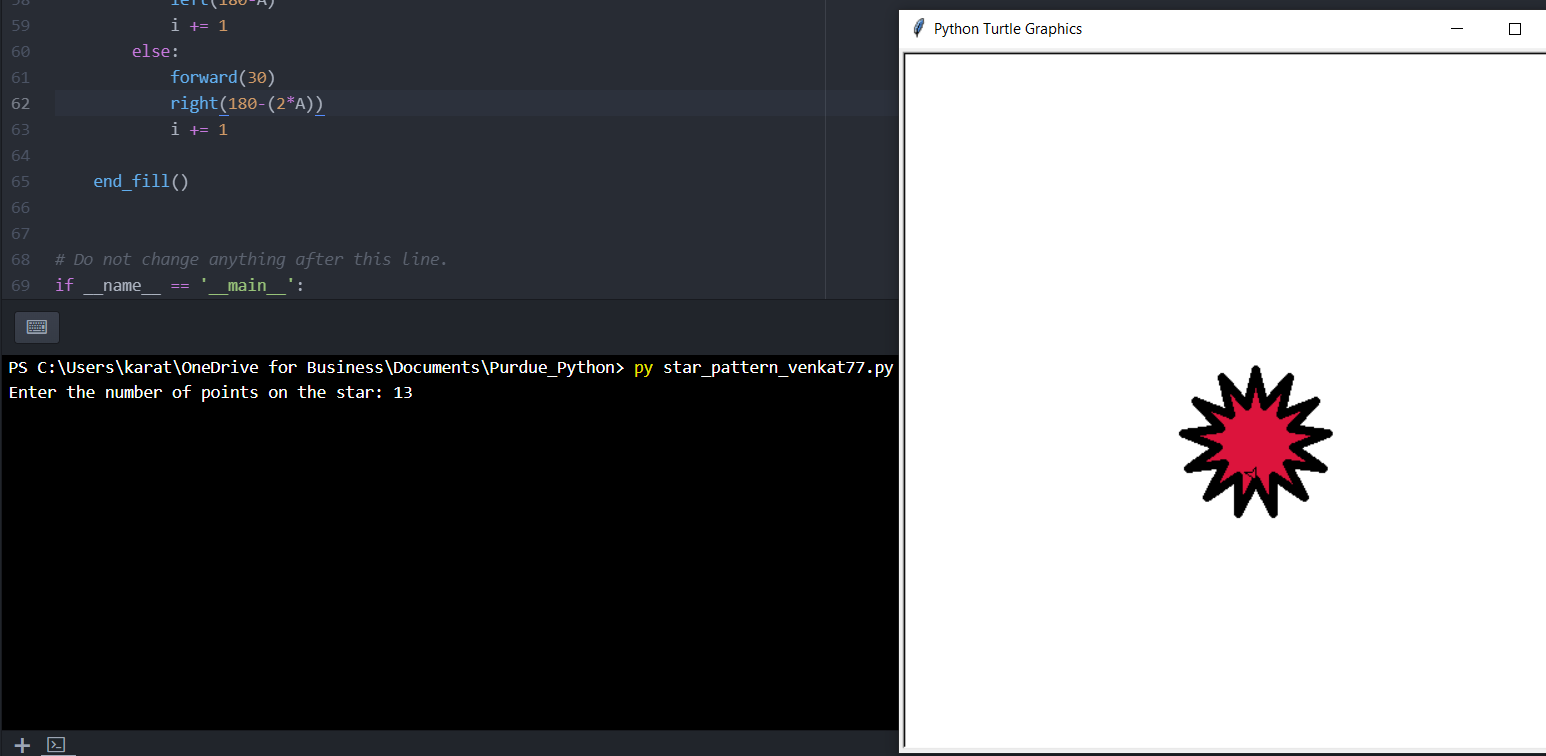 58 left(180-A)
59 i += 1
60 else:
61 forward(30)
62 right(180-(2*A))
63 i += 1
64
65 end_fill()
66
67
68 # Do not change anything after this line.
69 if __name__ == '__main__':
PS C:\Users\karat\OneDrive for Business\Documents\Purdue_Python> py star_pattern_venkat77.py
Enter the number of points on the star: 13
Python Turtle Graphics